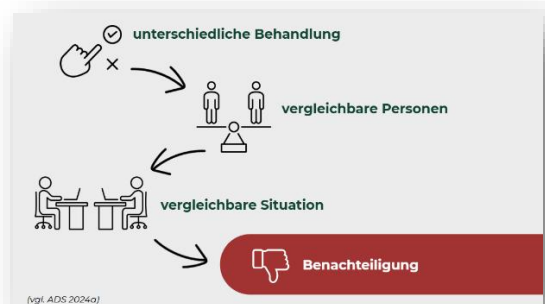 unterschiedliche Behandlung
vergleichbare Personen
vergleichbare Situation
Benachteiligung
(vgl. ADS 2024a)